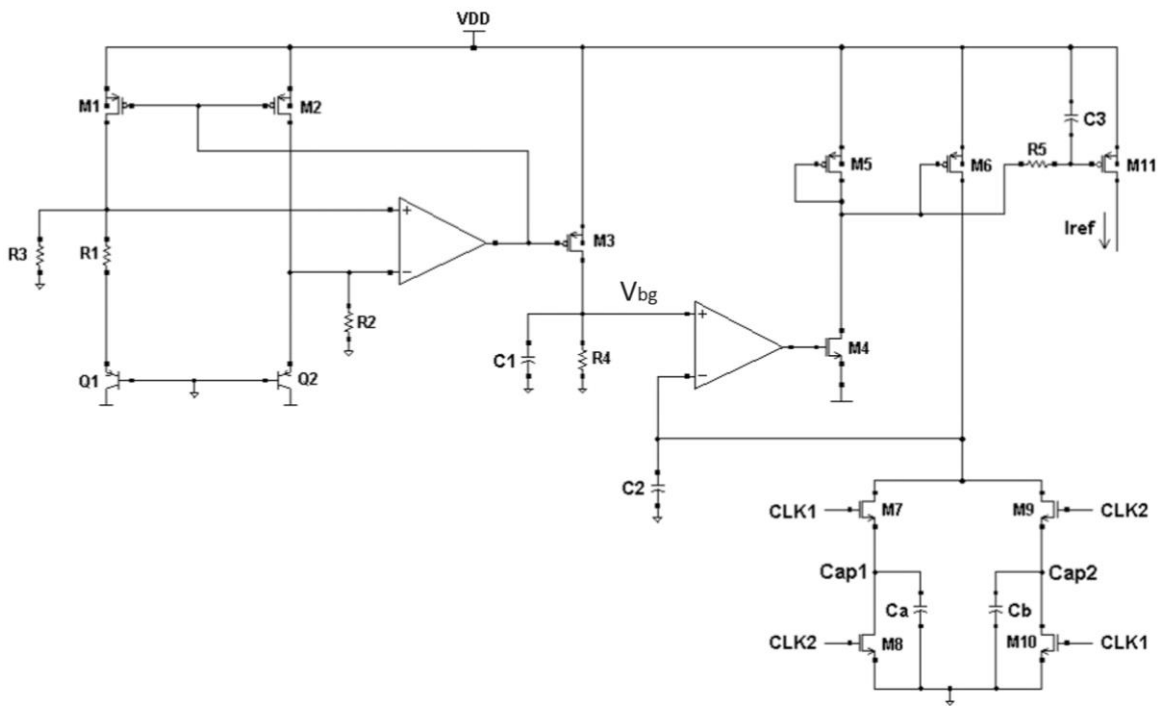 VDD
M1
M2
C3
M5
M6
R5
M11
R3
R1
+
−
M3
Iref
R2
Vbg
C1
R4
+
−
M4
Q1
Q2
C2
CLK1
M7
M9
CLK2
Cap1
Cap2
Ca
Cb
CLK2
M8
M10
CLK1